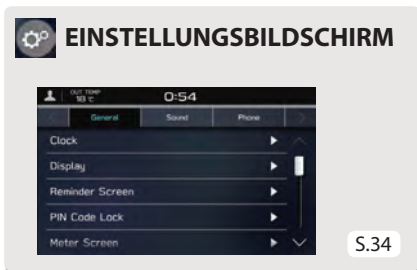 EINSTELLUNGSBILDSCHIRM
OUT TEMP
18 °C
0:54
General Sound Phone
Clock
Display
Reminder Screen
PIN Code Lock
Meter Screen
S.34